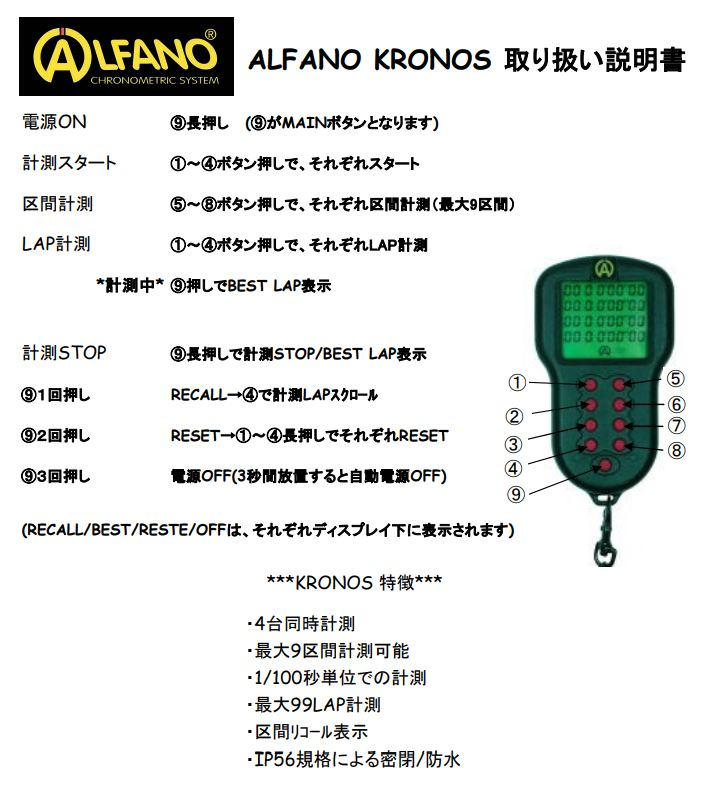 ALFANO®
CHRONOMETRIC SYSTEM
ALFANO KRONOS 取り扱い説明書
電源ON ⑨長押し (⑨がMAINボタンとなります)
計測スタート ①～④ボタン押しで、それぞれスタート
区間計測 ⑤～⑧ボタン押しで、それぞれ区間計測(最大9区間)
LAP計測 ①～④ボタン押しで、それぞれLAP計測
*計測中* ⑨押しでBEST LAP表示
計測STOP ⑨長押しで計測STOP/BEST LAP表示
⑨1回押し RECALL→④で計測LAPｽｸﾛｰﾙ
⑨2回押し RESET→①～④長押しでそれぞれRESET
⑨3回押し 電源OFF(3秒間放置すると自動電源OFF)
(RECALL/BEST/RESTE/OFFは、それぞれディスプレイ下に表示されます)
① ⑤
② ⑥
③ ⑦
④ ⑧
⑨
***KRONOS 特徴***
・4台同時計測
・最大9区間計測可能
・1/100秒単位での計測
・最大99LAP計測
・区間ﾘｺｰﾙ表示
・IP56規格による密閉/防水